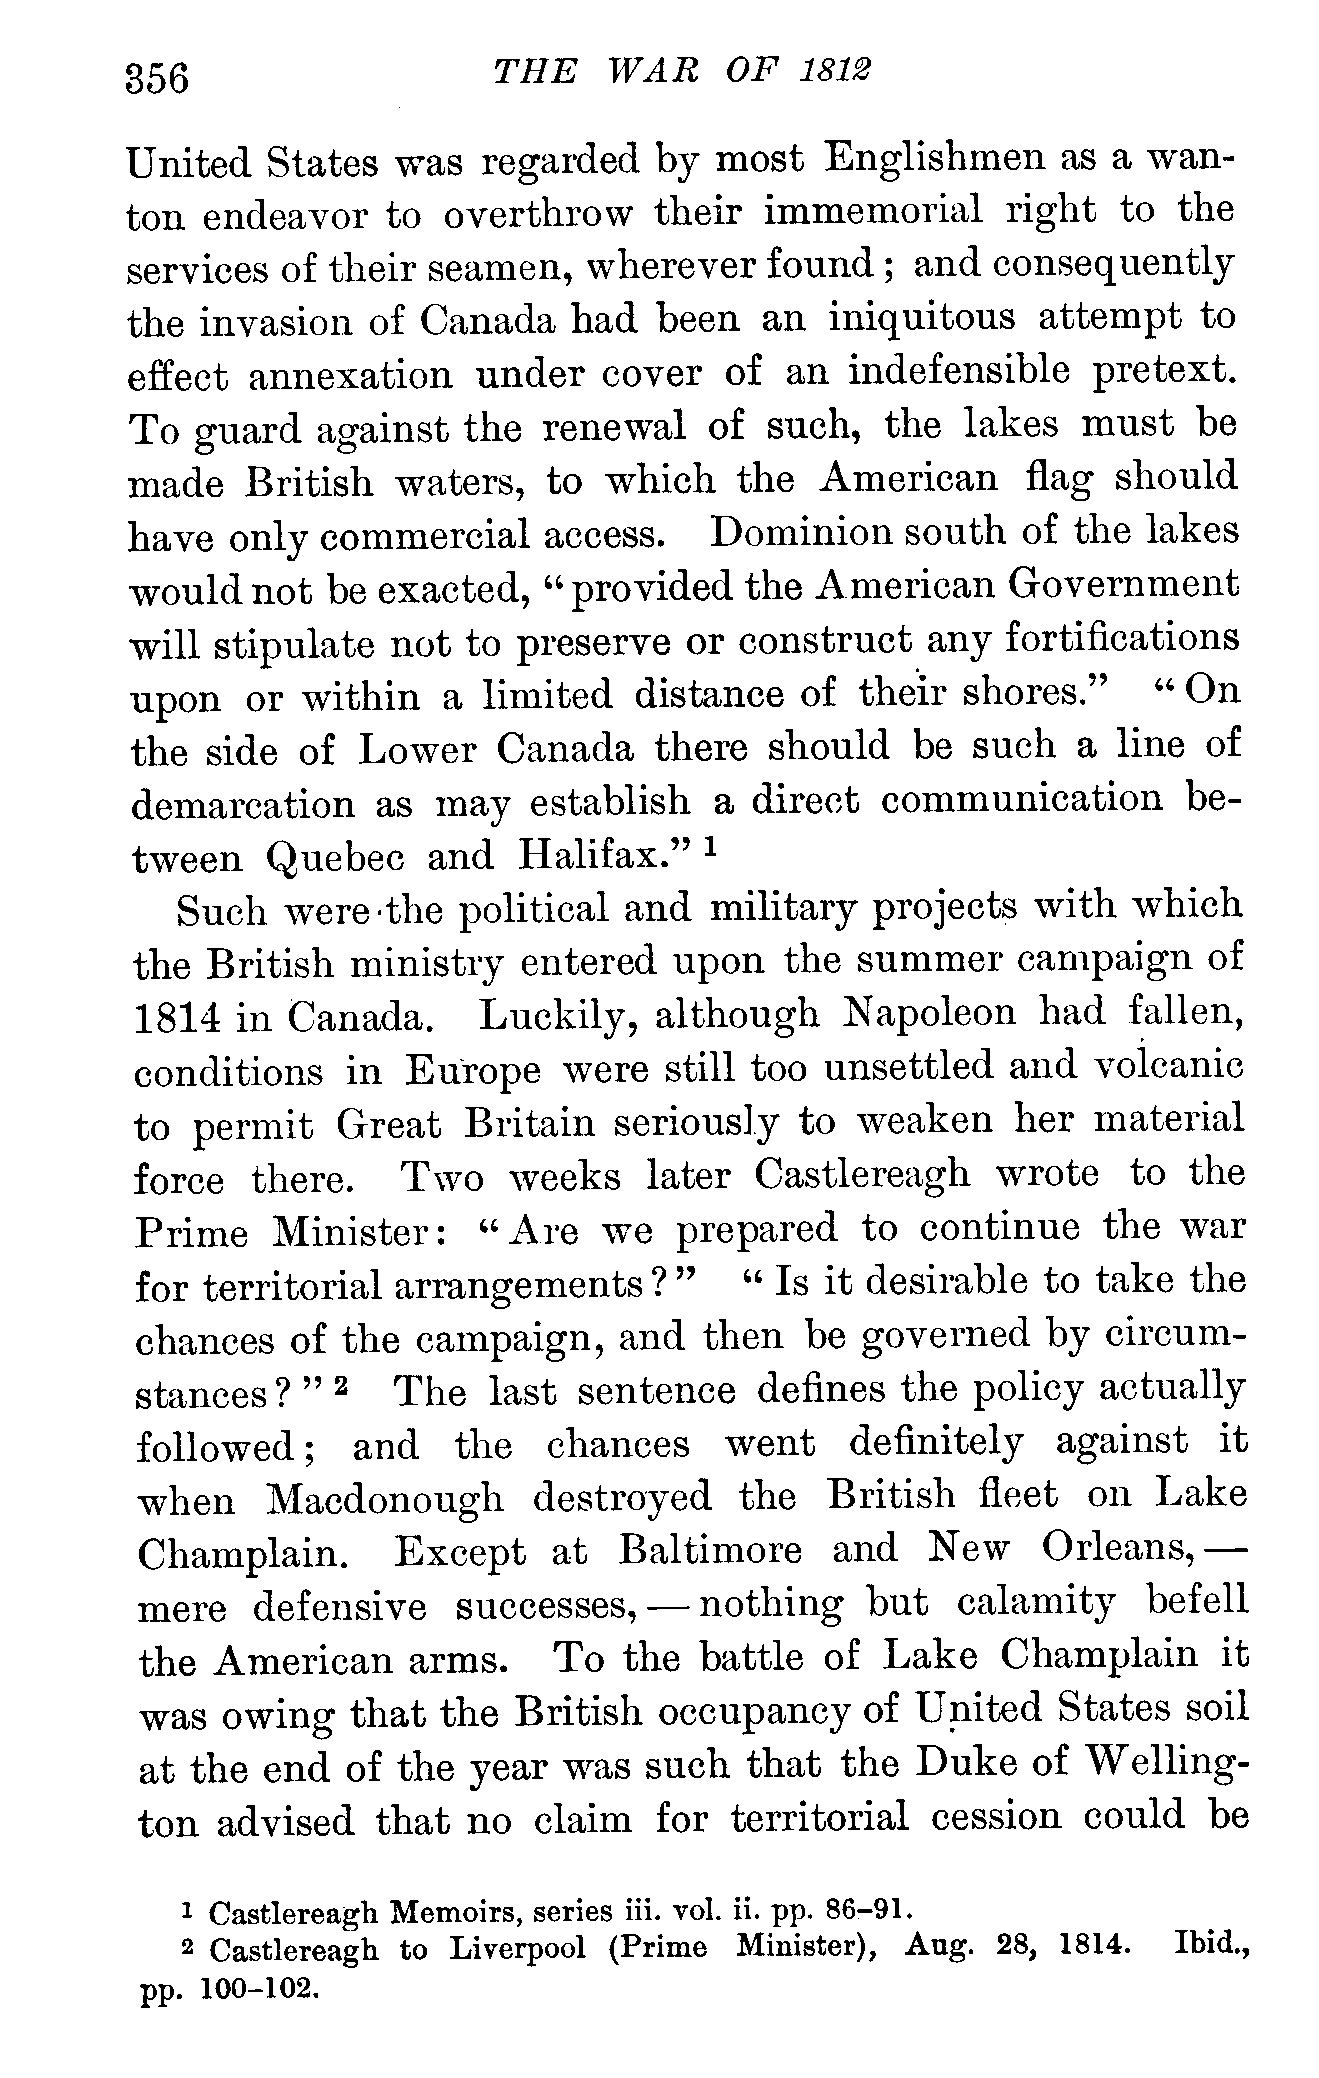 356 THE WAR OF 1812
United States was regarded by most Englishmen as a wan-
ton endeavor to overthrow their immemorial right to the
services of their seamen, wherever found; and consequently
the invasion of Canada had been an iniquitous attempt to
effect annexation under cover of an indefensible pretext.
To guard against the renewal of such, the lakes must be
made British waters, to which the American flag should
have only commercial access. Dominion south of the lakes
would not be exacted, "provided the American Government
will stipulate not to preserve or construct any fortifications
upon or within a limited distance of their shores." "On
the side of Lower Canada there should be such a line of
demarcation as may establish a direct communication be-
tween Quebec and Halifax." 1
Such were the political and military projects with which
the British ministry entered upon the summer campaign of
1814 in Canada. Luckily, although Napoleon had fallen,
conditions in Europe were still too unsettled and volcanic
to permit Great Britain seriously to weaken her material
force there. Two weeks later Castlereagh wrote to the
Prime Minister: "Are we prepared to continue the war
for territorial arrangements?" "Is it desirable to take the
chances of the campaign, and then be governed by circum-
stances?" 2 The last sentence defines the policy actually
followed; and the chances went definitely against it
when Macdonough destroyed the British fleet on Lake
Champlain. Except at Baltimore and New Orleans, —
mere defensive successses, — nothing but calamity befell
the American arms. To the battle of Lake Champlain it
was owing that the British occupancy of United States soil
at the end of the year was such that the Duke of Welling-
ton advised that no claim for territorial cession could be
1 Castlereagh Memoirs, series iii. vol. ii. pp. 86-91.
2 Castlereagh to Liverpool (Prime Minister), Aug. 28, 1814. Ibid.,
pp. 100-102.